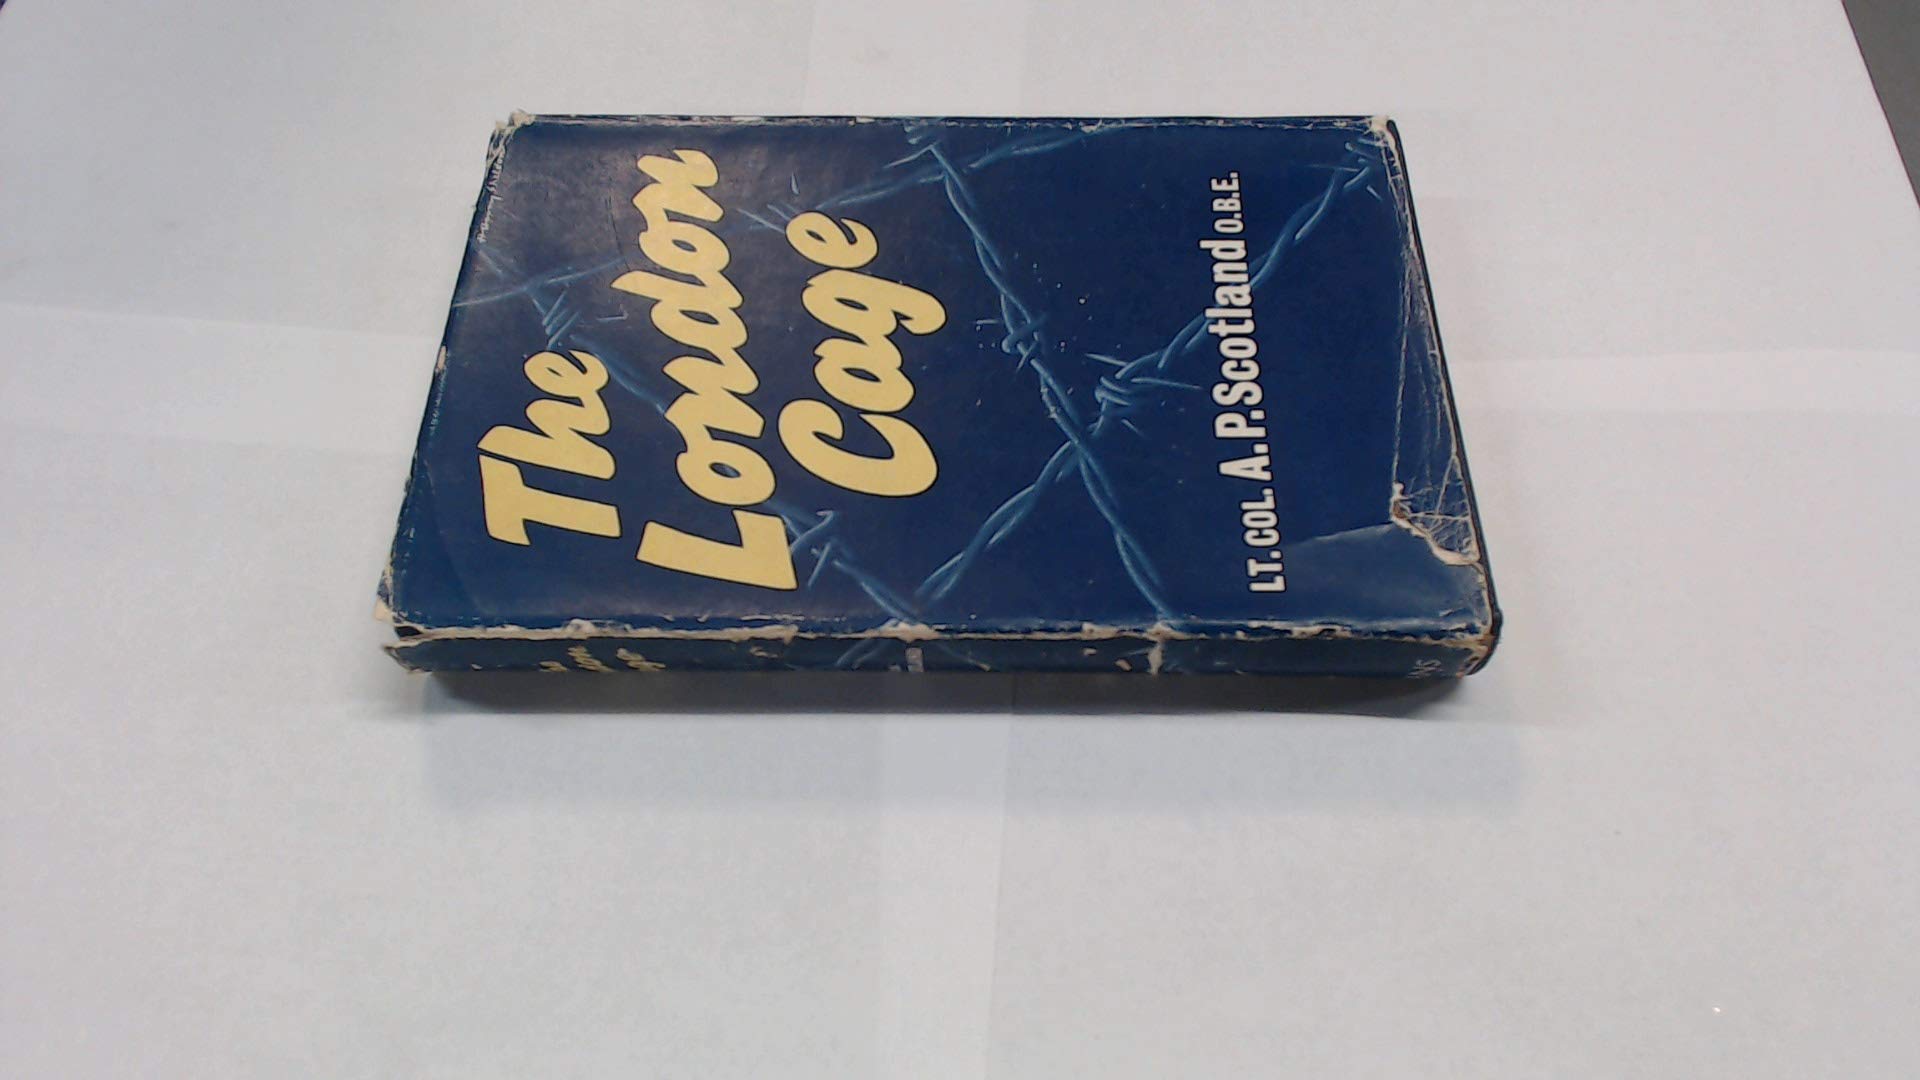 The
London
Cage
LT. COL. A. P. Scotland O.B.E.